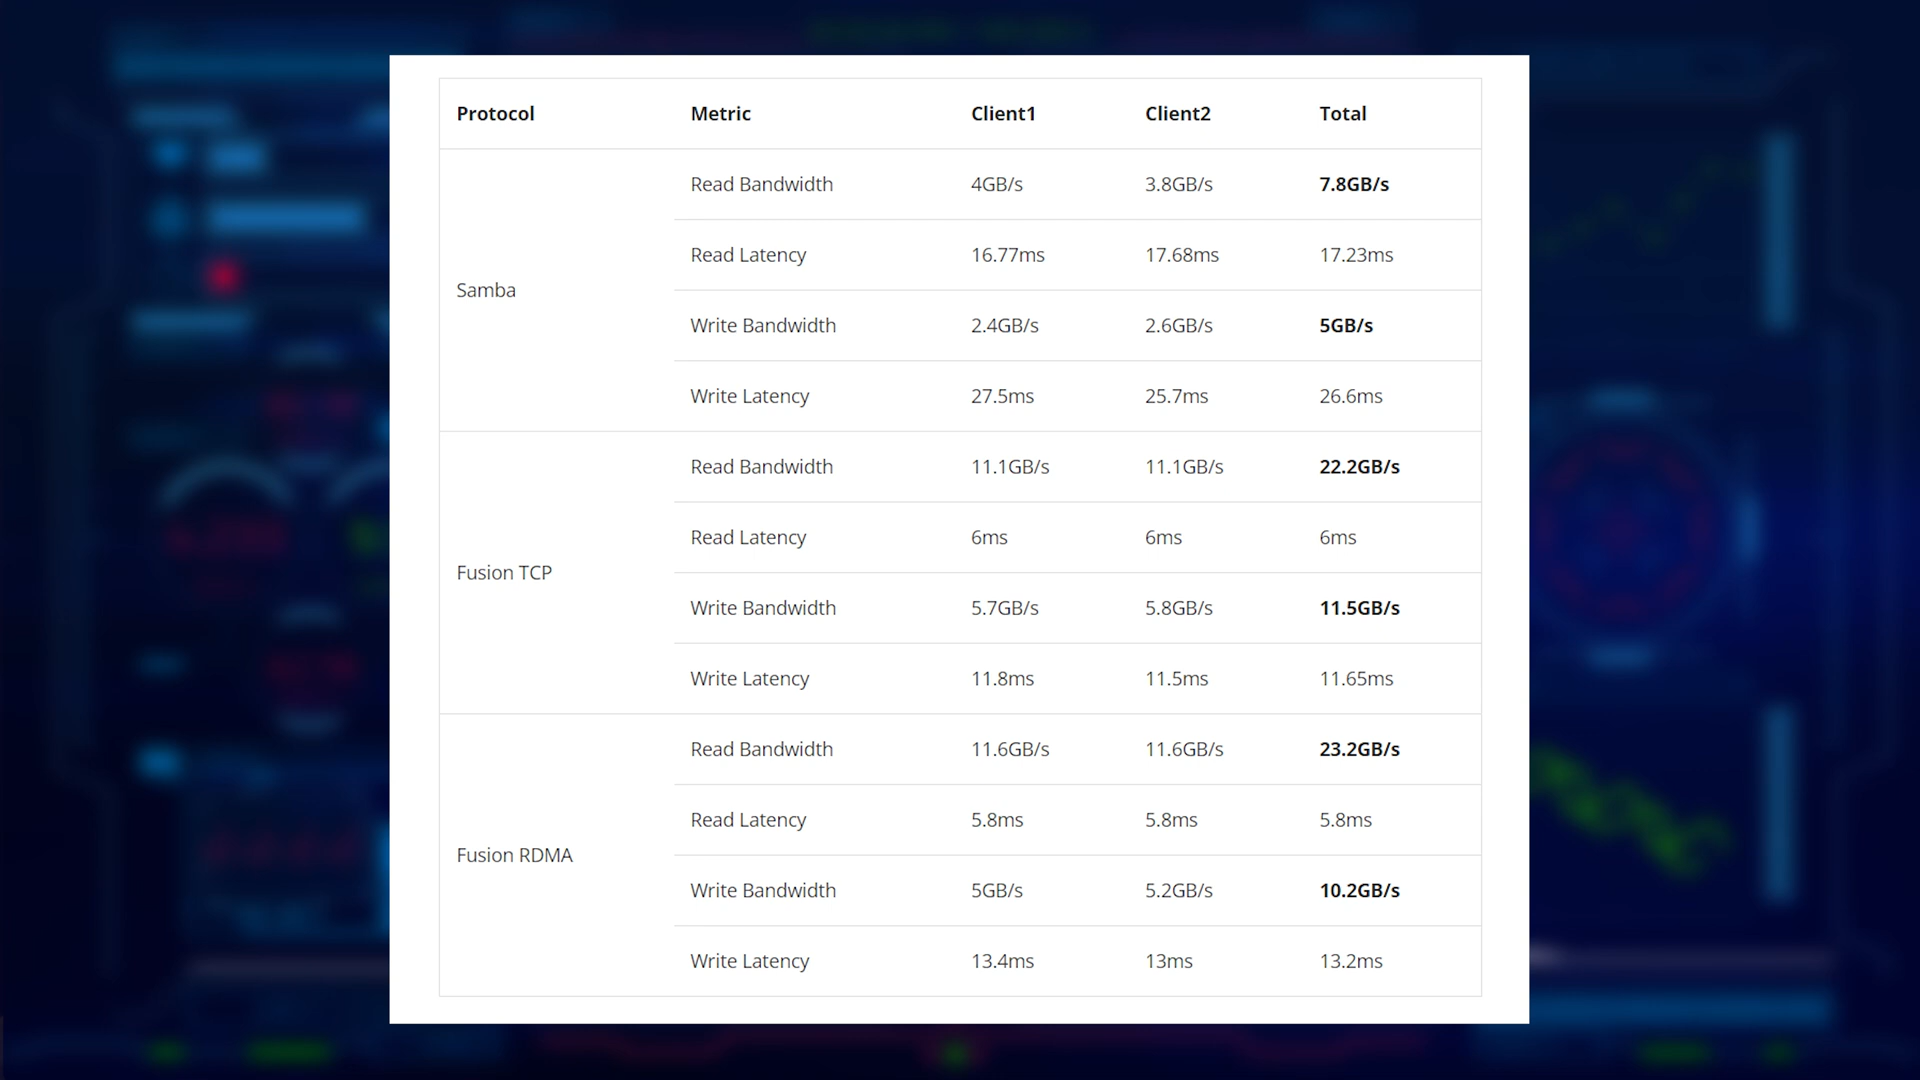 Protocol Metric Client1 Client2 Total
Samba
Read Bandwidth 4GB/s 3.8GB/s 7.8GB/s
Read Latency 16.77ms 17.68ms 17.23ms
Write Bandwidth 2.4GB/s 2.6GB/s 5GB/s
Write Latency 27.5ms 25.7ms 26.6ms
Fusion TCP
Read Bandwidth 11.1GB/s 11.1GB/s 22.2GB/s
Read Latency 6ms 6ms 6ms
Write Bandwidth 5.7GB/s 5.8GB/s 11.5GB/s
Write Latency 11.8ms 11.5ms 11.65ms
Fusion RDMA
Read Bandwidth 11.6GB/s 11.6GB/s 23.2GB/s
Read Latency 5.8ms 5.8ms 5.8ms
Write Bandwidth 5GB/s 5.2GB/s 10.2GB/s
Write Latency 13.4ms 13ms 13.2ms